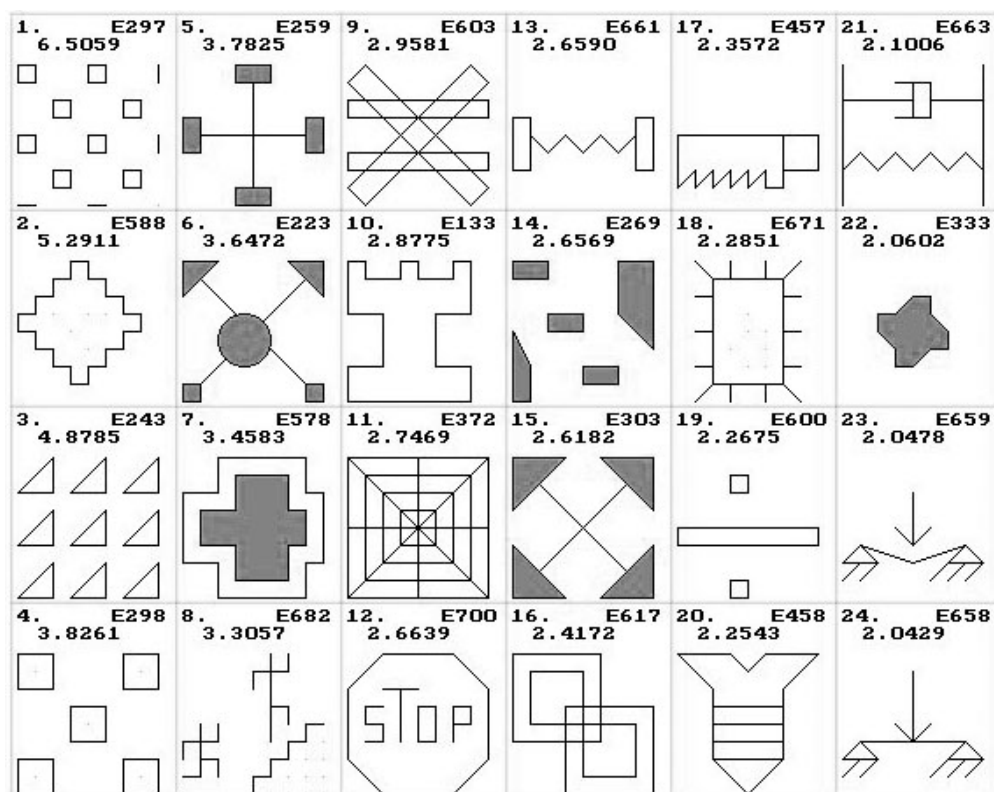 1. E297
6.5059
5. E259
3.7825
9. E603
2.9581
13. E661
2.6590
17. E457
2.3572
21. E663
2.1006
2. E588
5.2911
6. E223
3.6472
10. E133
2.8775
14. E269
2.6569
18. E671
2.2851
22. E333
2.0602
3. E243
4.8785
7. E578
3.4583
11. E372
2.7469
15. E303
2.6182
19. E600
2.2675
23. E659
2.0478
4. E298
3.8261
8. E682
3.3057
12. E700
2.6639
STOP
16. E617
2.4172
20. E458
2.2543
24. E658
2.0429